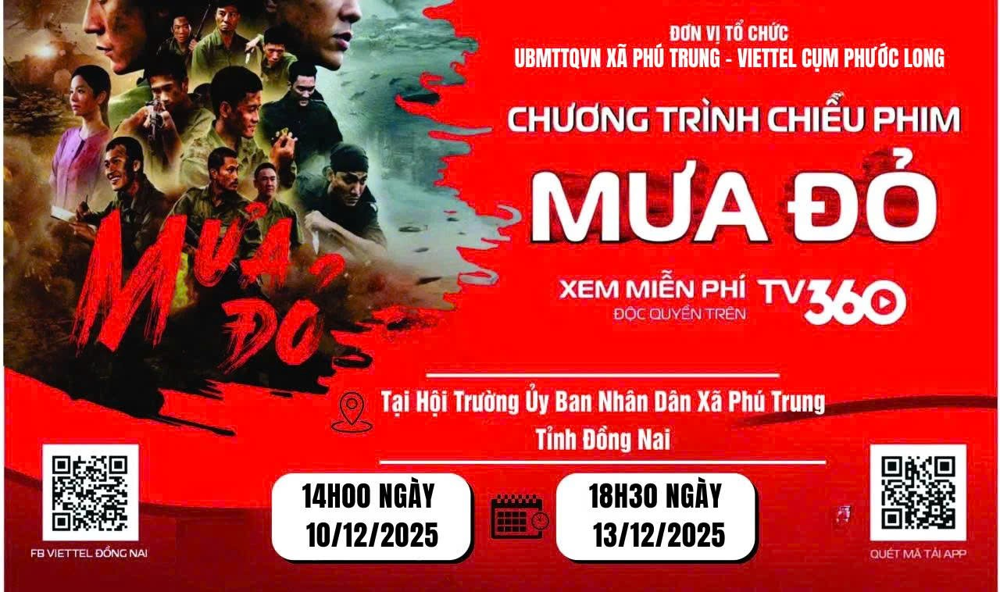 ĐƠN VỊ TỔ CHỨC
UBMTTQVN XÃ PHÚ TRUNG - VIETTEL CỤM PHƯỚC LONG
CHƯƠNG TRÌNH CHIẾU PHIM
MƯA ĐỎ
MƯA
ĐỎ
XEM MIỄN PHÍ
ĐỘC QUYỀN TRÊN
TV360
Tại Hội Trường Ủy Ban Nhân Dân Xã Phú Trung
Tỉnh Đồng Nai
14H00 NGÀY
10/12/2025
18H30 NGÀY
13/12/2025
FB VIETTEL ĐỒNG NAI
QUÉT MÃ TẢI APP